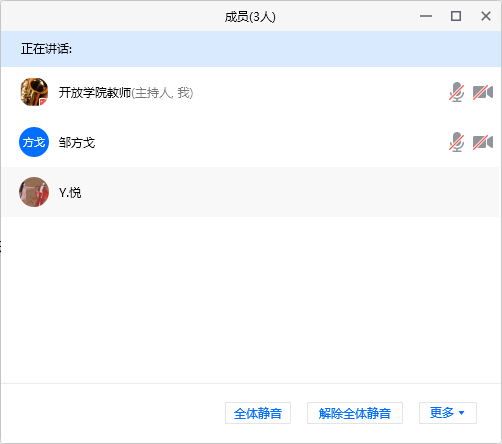 成员(3人)
正在讲话:
开放学院教师(主持人, 我)
方戈 邹方戈
Y.悦
全体静音 解除全体静音 更多